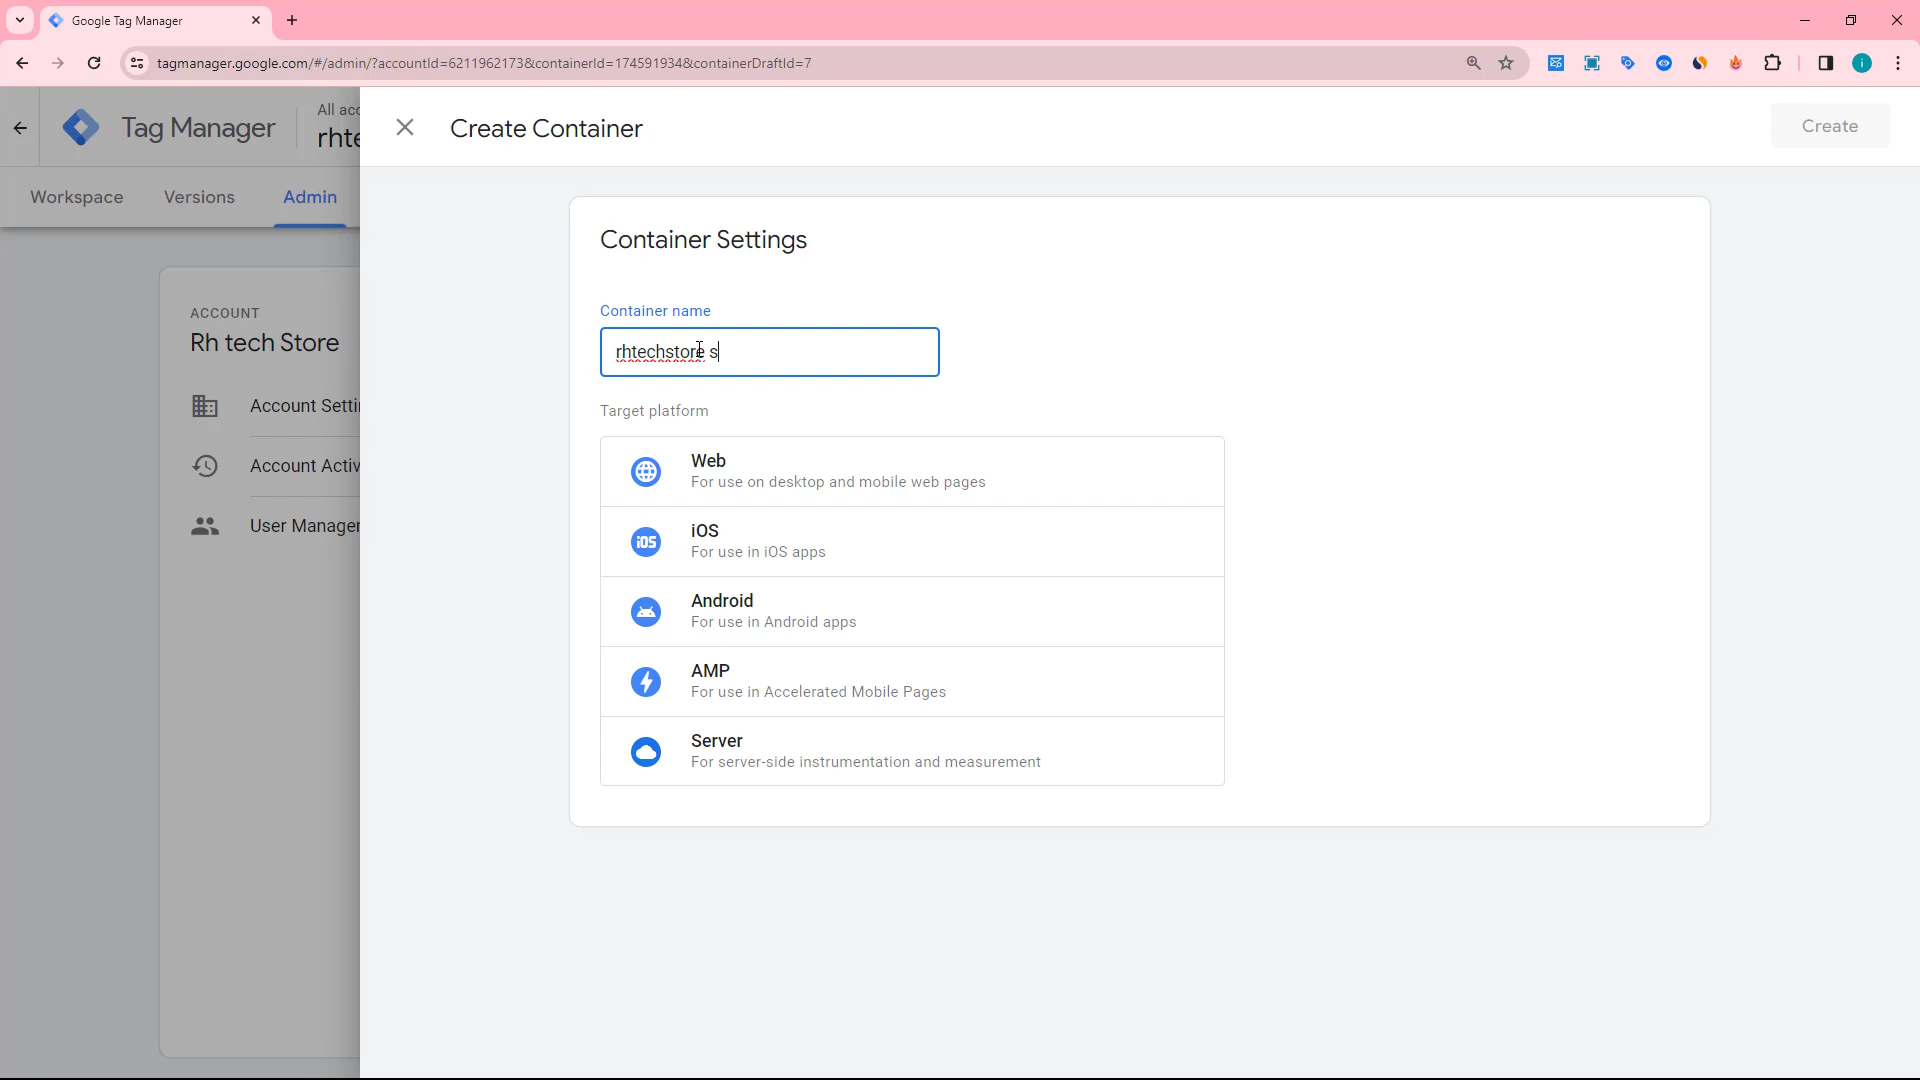 Google Tag Manager
tagmanager.google.com/#/admin/?accountId=6211962173&containerId=174591934&containerDraftId=7
i
Tag Manager
All acc
rhte
Create Container
Create
Workspace
Versions
Admin
Container Settings
ACCOUNT
Rh tech Store
Container name
rhtechstore s
Account Settin
Target platform
Account Activ
User Manager
Web
For use on desktop and mobile web pages
iOS
iOS
For use in iOS apps
Android
For use in Android apps
AMP
For use in Accelerated Mobile Pages
Server
For server-side instrumentation and measurement